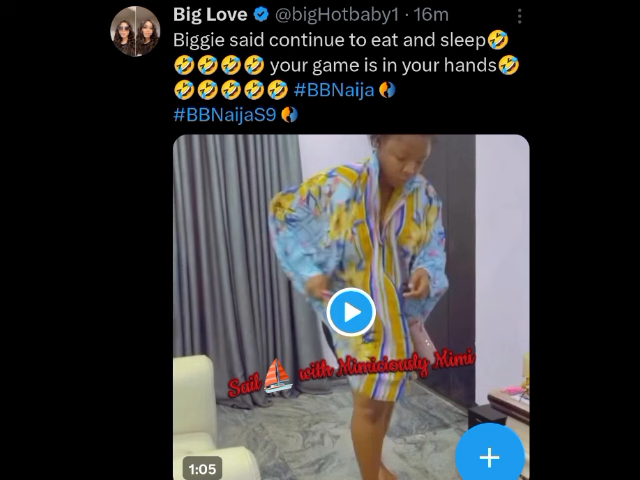 Big Love @bigHotbaby1 · 16m
Biggie said continue to eat and sleep🤣
🤣🤣🤣🤣 your game is in your hands🤣
🤣🤣🤣🤣🤣 #BBNaija
#BBNaijaS9
Sail ⛵ with Mimiciously Mimi
1:05